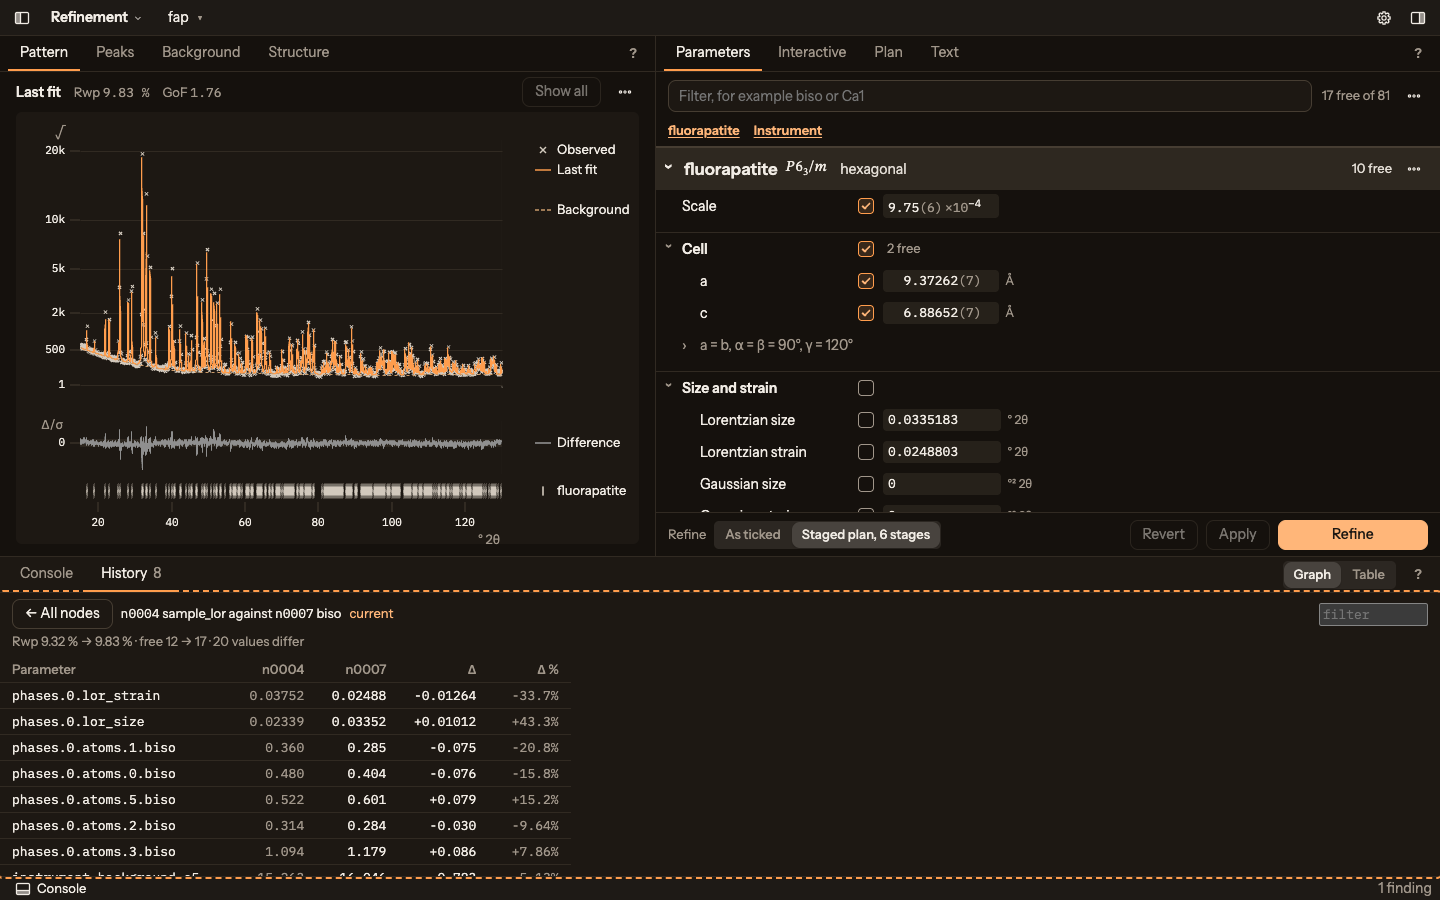 Refinement fap
Pattern Peaks Background Structure ?
Last fit Rwp 9.83 % GoF 1.76 Show all
√
20k
10k
5k
2k
500
1
Δ/σ
0
20 40 60 80 100 120
° 2θ
Observed
Last fit
Background
Difference
fluorapatite
Parameters Interactive Plan Text ?
Filter, for example biso or Ca1 17 free of 81
fluorapatite Instrument
fluorapatite P6₃/m hexagonal 10 free
Scale 9.75(6) ×10⁻⁴
Cell 2 free
a 9.37262(7) Å
c 6.88652(7) Å
a = b, α = β = 90°, γ = 120°
Size and strain
Lorentzian size 0.0335183 ° 2θ
Lorentzian strain 0.0248803 ° 2θ
Gaussian size 0 °² 2θ
Refine As ticked Staged plan, 6 stages Revert Apply Refine
Console History 8 Graph Table ?
← All nodes n0004 sample_lor against n0007 biso current filter
Rwp 9.32 % → 9.83 % · free 12 → 17 · 20 values differ
Parameter n0004 n0007 Δ Δ %
phases.0.lor_strain 0.03752 0.02488 -0.01264 -33.7%
phases.0.lor_size 0.02339 0.03352 +0.01012 +43.3%
phases.0.atoms.1.biso 0.360 0.285 -0.075 -20.8%
phases.0.atoms.0.biso 0.480 0.404 -0.076 -15.8%
phases.0.atoms.5.biso 0.522 0.601 +0.079 +15.2%
phases.0.atoms.2.biso 0.314 0.284 -0.030 -9.64%
phases.0.atoms.3.biso 1.094 1.179 +0.086 +7.86%
Console 1 finding